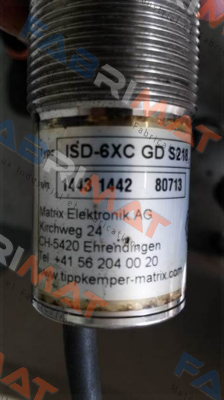 ISD-6XC GD S218
1443 1442 80713
Matrix Elektronik AG
Kirchweg 24
CH-5420 Ehrendingen
Tel +41 56 204 00 20
www.tippkemper-matrix.com
FABRIMAT